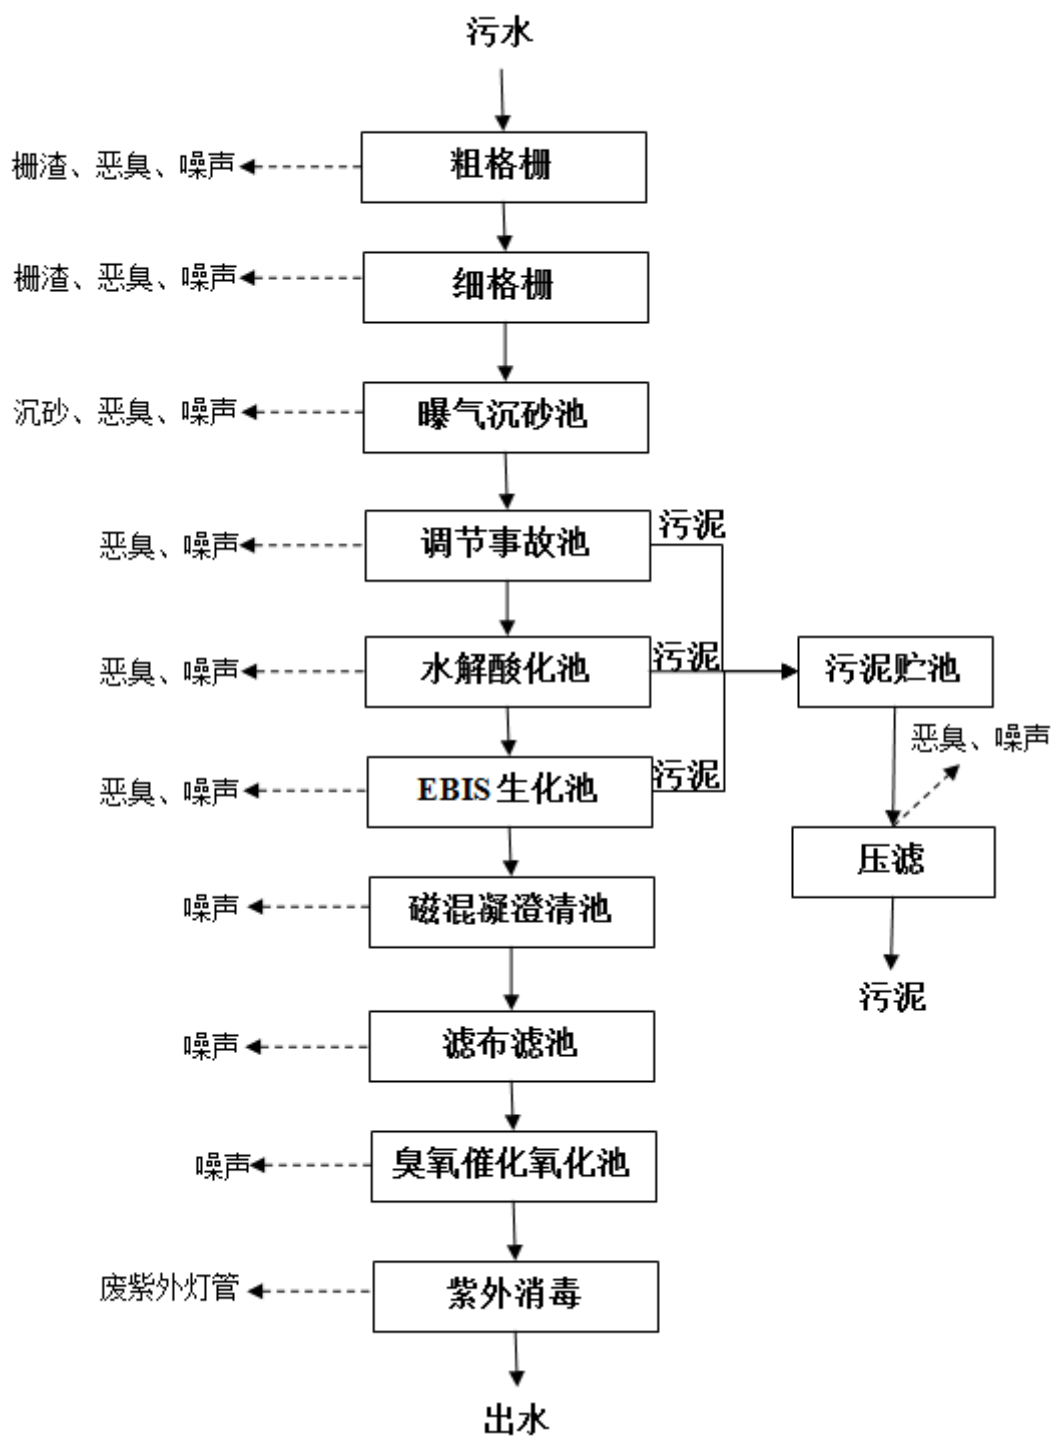 污水
栅渣、恶臭、噪声
粗格栅
栅渣、恶臭、噪声
细格栅
沉砂、恶臭、噪声
曝气沉砂池
恶臭、噪声
调节事故池
污泥
恶臭、噪声
水解酸化池
污泥
污泥贮池
恶臭、噪声
恶臭、噪声
EBIS生化池
污泥
压滤
噪声
磁混凝澄清池
污泥
噪声
滤布滤池
噪声
臭氧催化氧化池
废紫外灯管
紫外消毒
出水